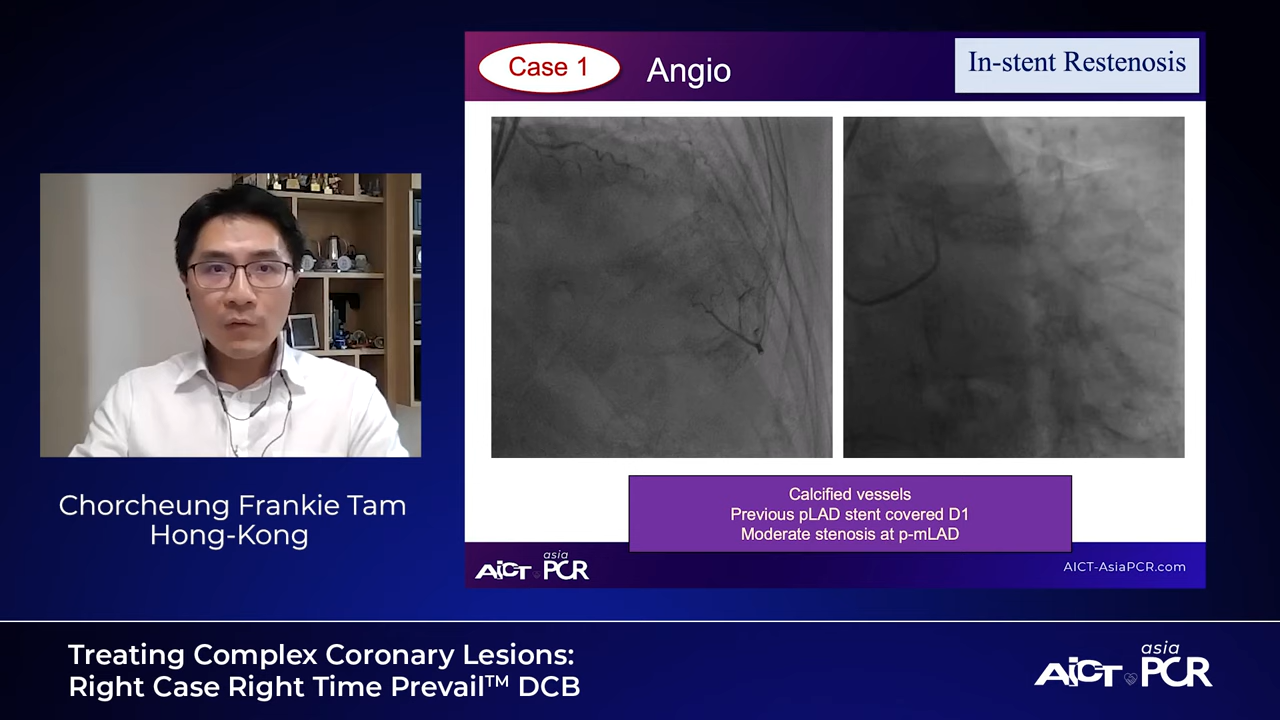 Case 1
Angio
In-stent Restenosis
Calcified vessels
Previous pLAD stent covered D1
Moderate stenosis at p-mLAD
AICT asia PCR
AICT-AsiaPCR.com
Chorcheung Frankie Tam
Hong-Kong
Treating Complex Coronary Lesions:
Right Case Right Time Prevail™ DCB
AICT asia PCR